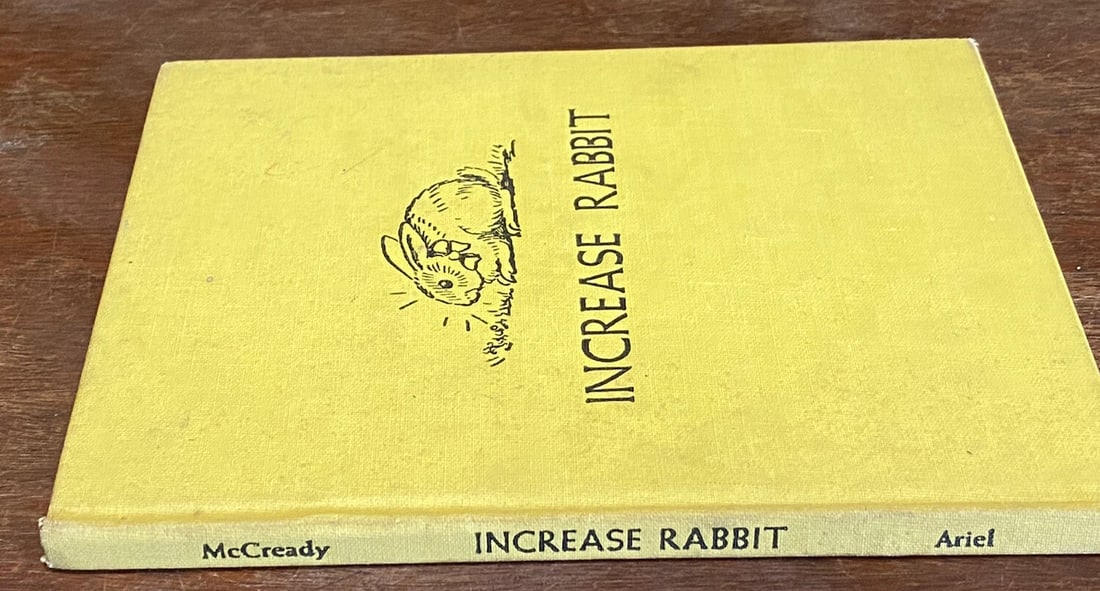 INCREASE RABBIT
McCready INCREASE RABBIT Ariel